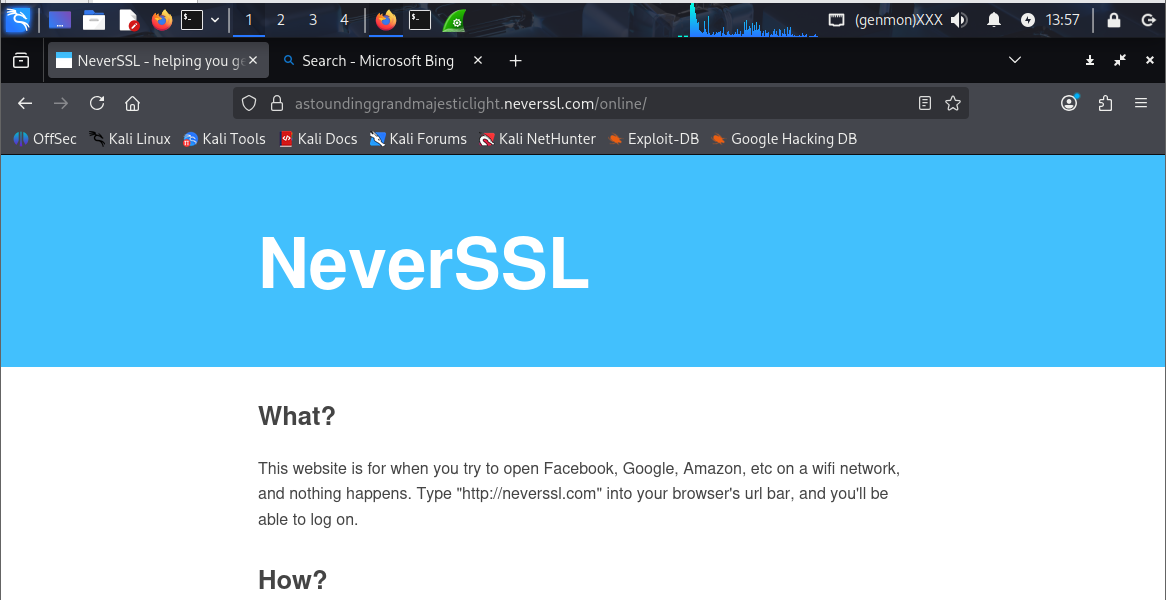 1 2 3 4 (genmon)XXX 13:57
NeverSSL - helping you ge Search - Microsoft Bing
astoundinggrandmajesticlight.neverssl.com/online/
OffSec Kali Linux Kali Tools Kali Docs Kali Forums Kali NetHunter Exploit-DB Google Hacking DB
NeverSSL
What?
This website is for when you try to open Facebook, Google, Amazon, etc on a wifi network,
and nothing happens. Type "http://neverssl.com" into your browser's url bar, and you'll be
able to log on.
How?